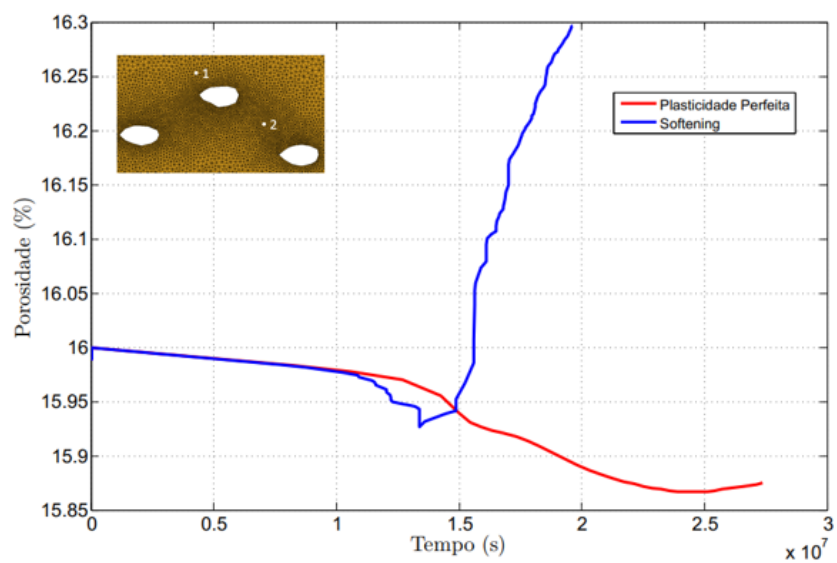 16.3
16.25
16.2
16.15
16.1
16.05
16
15.95
15.9
15.85
Porosidade (%)
1
2
Plasticidade Perfeita
Softening
0 0.5 1 1.5 2 2.5 3
x 10^7
Tempo (s)